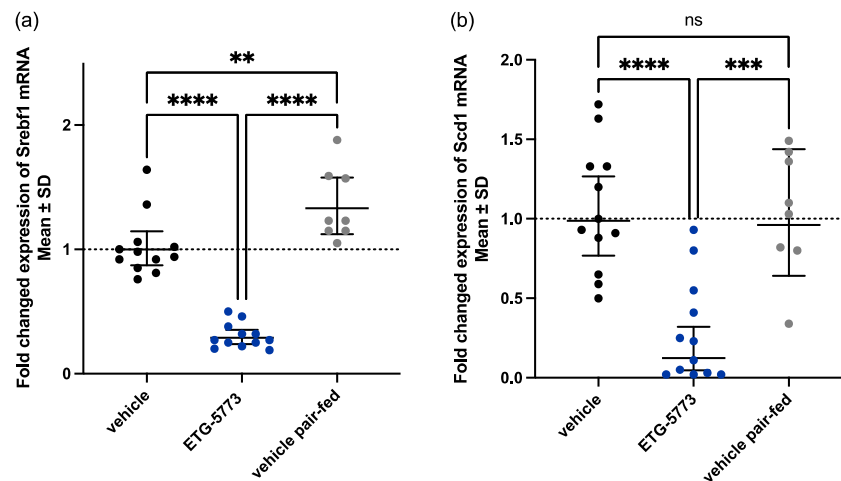 (a)
Fold changed expression of Srebf1 mRNA
Mean ± SD
2
1
0
**
****
****
vehicle
ETG-5773
vehicle pair-fed
(b)
Fold changed expression of Scd1 mRNA
Mean ± SD
2.0
1.5
1.0
0.5
0.0
ns
****
***
vehicle
ETG-5773
vehicle pair-fed